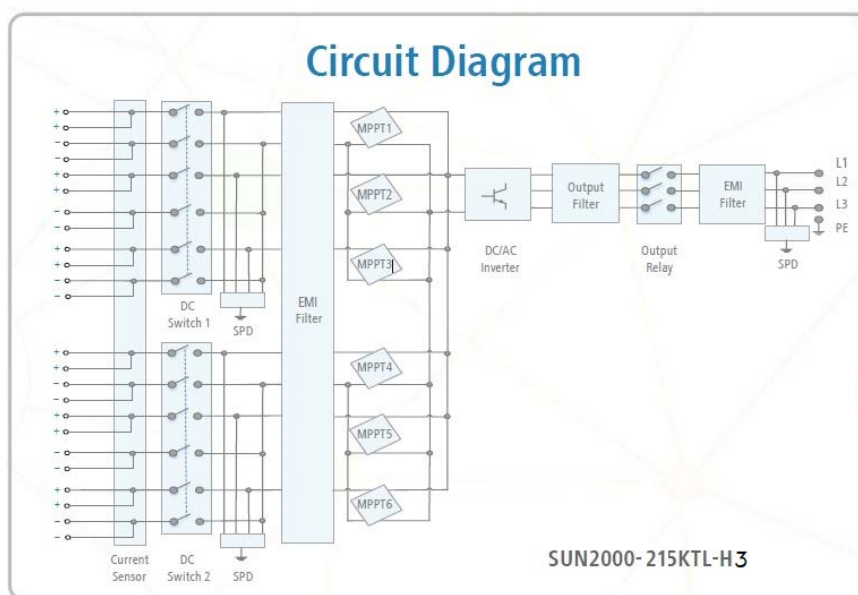 Circuit Diagram
+
+
-
-
+
+
-
-
+
+
-
-
DC
Switch 1
SPD
EMI
Filter
MPPT1
MPPT2
MPPT3
DC/AC
Inverter
Output
Filter
Output
Relay
EMI
Filter
L1
L2
L3
PE
SPD
+
+
-
-
+
+
-
-
+
+
-
-
MPPT4
MPPT5
MPPT6
Current
Sensor
DC
Switch 2
SPD
SUN2000-215KTL-H3